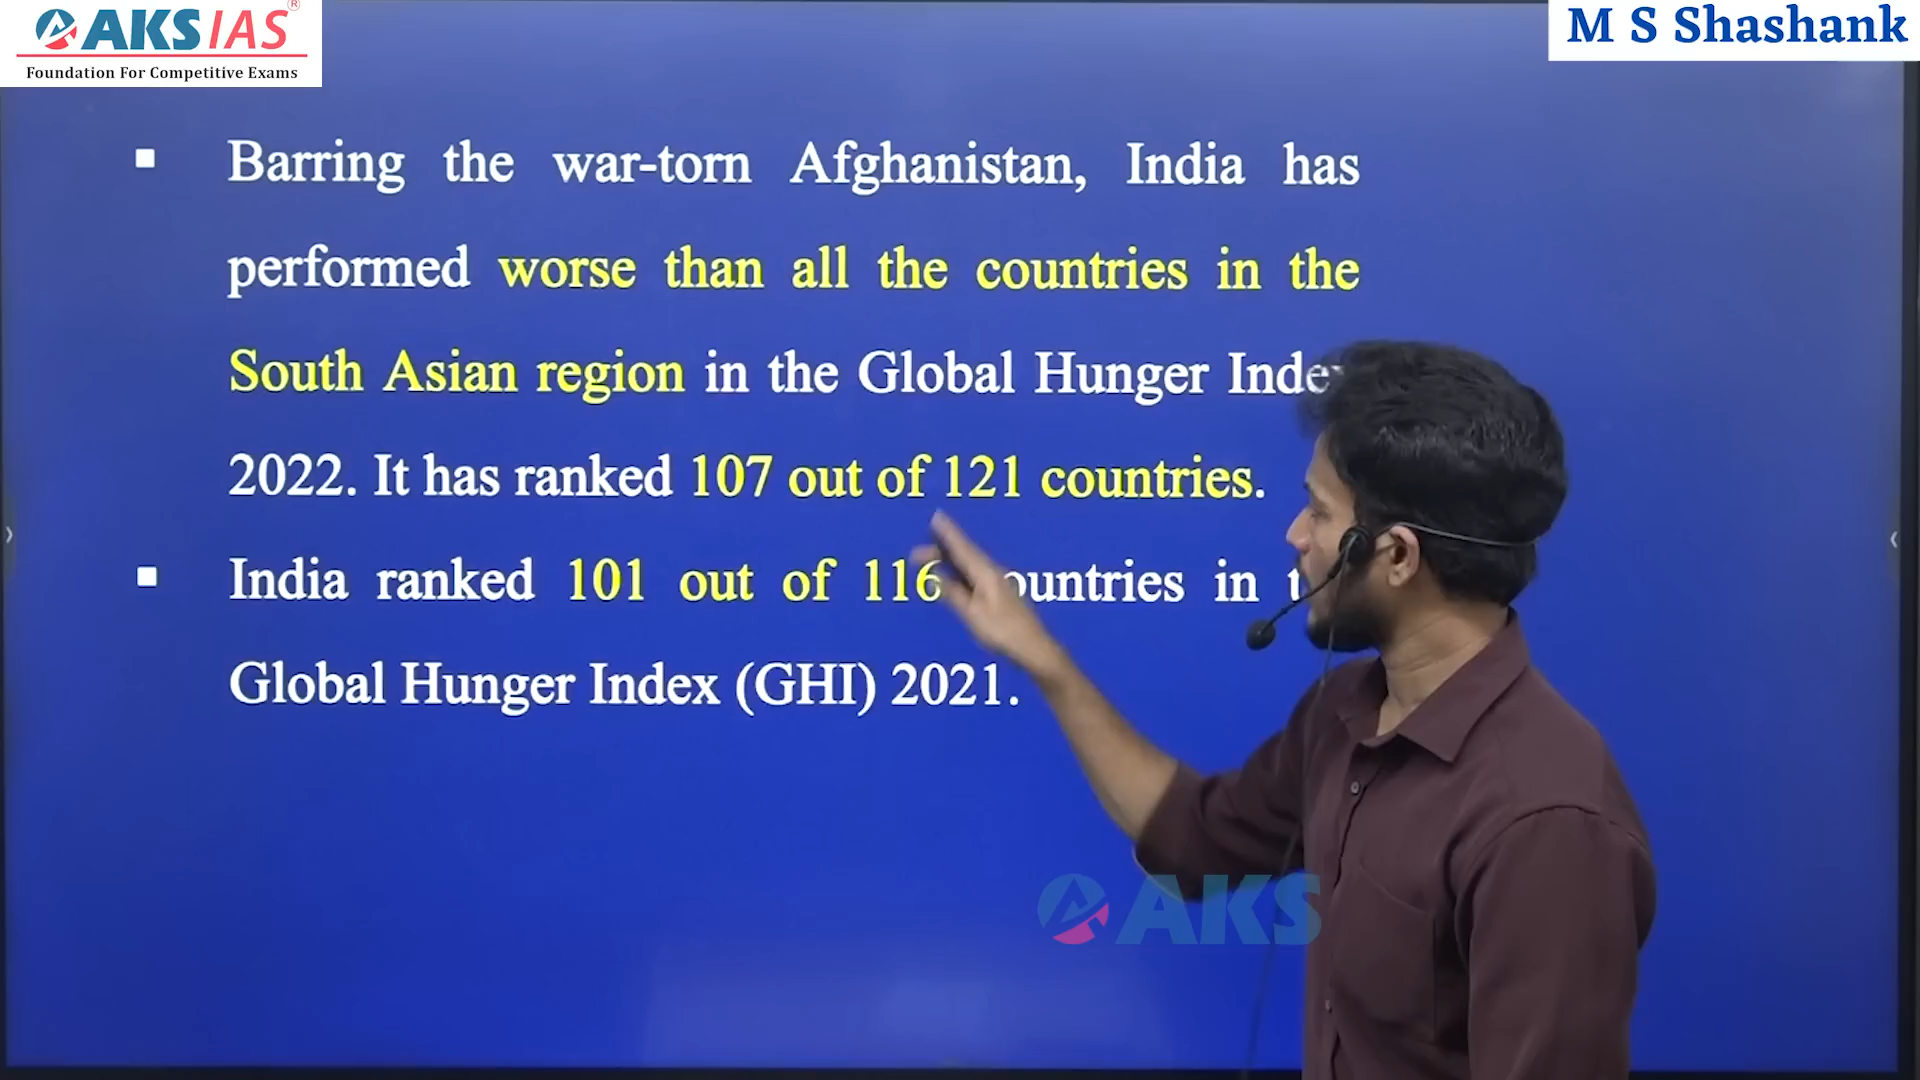 AKS IAS®
Foundation For Competitive Exams
M S Shashank
Barring the war-torn Afghanistan, India has
performed worse than all the countries in the
South Asian region in the Global Hunger
2022. It has ranked 107 out of 121 countries.
India ranked 101 out of 116 in
Global Hunger Index (GHI) 2021.
AKS